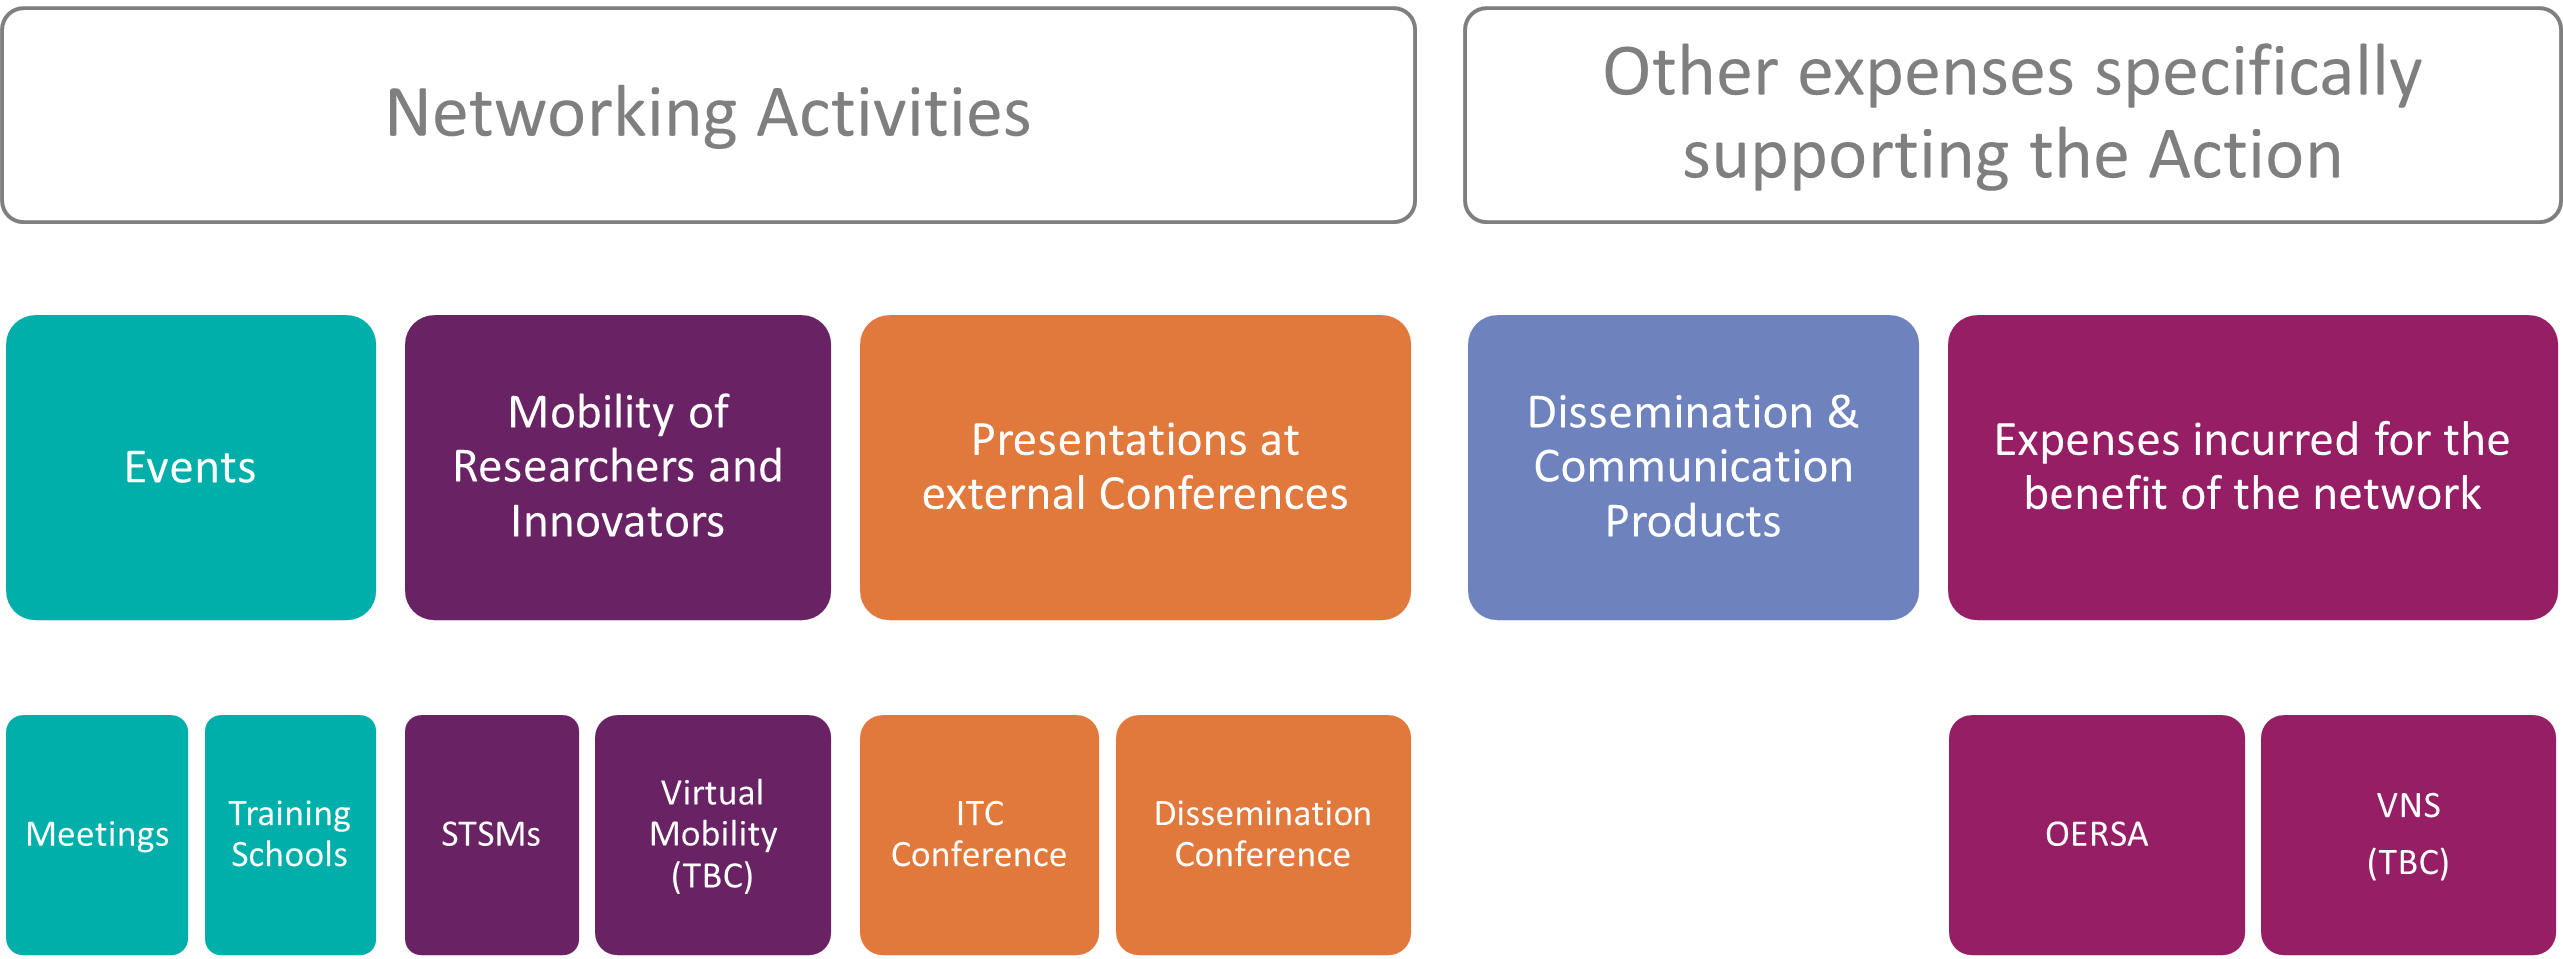 Networking Activities
Other expenses specifically
supporting the Action
Events
Mobility of
Researchers and
Innovators
Presentations at
external Conferences
Dissemination &
Communication
Products
Expenses incurred for the
benefit of the network
Meetings
Training
Schools
STSMs
Virtual
Mobility
(TBC)
ITC
Conference
Dissemination
Conference
OERSA
VNS
(TBC)